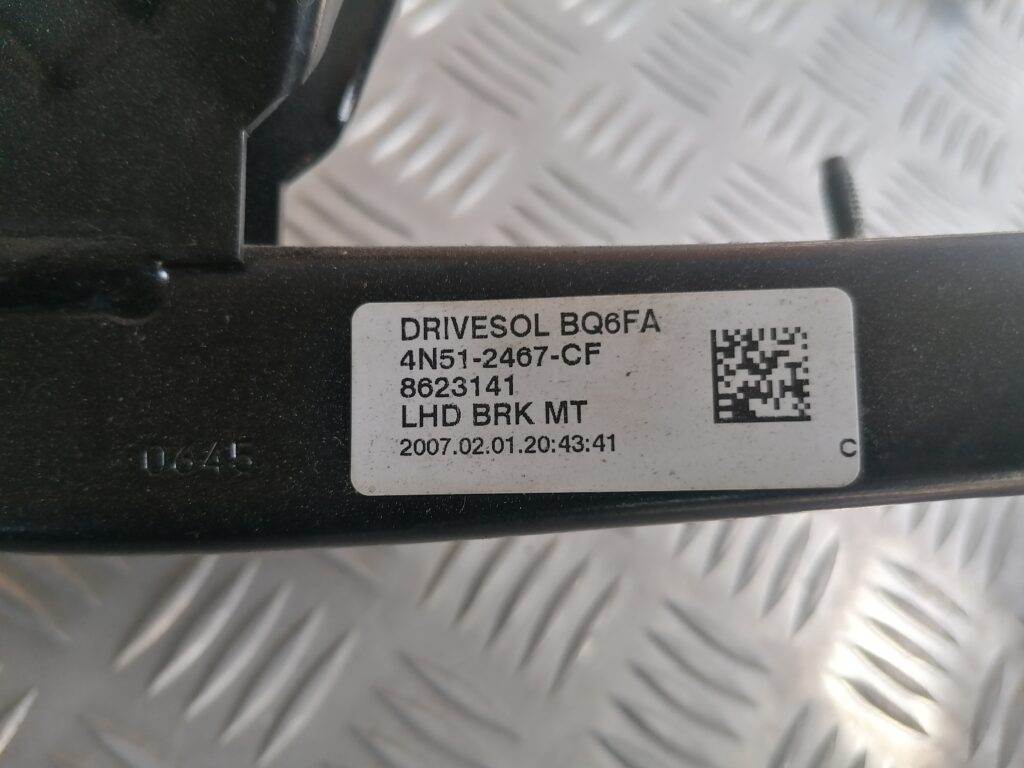 DRIVESOL BQ6FA
4N51-2467-CF
8623141
LHD BRK MT
2007.02.01.20:43:41
C
0645